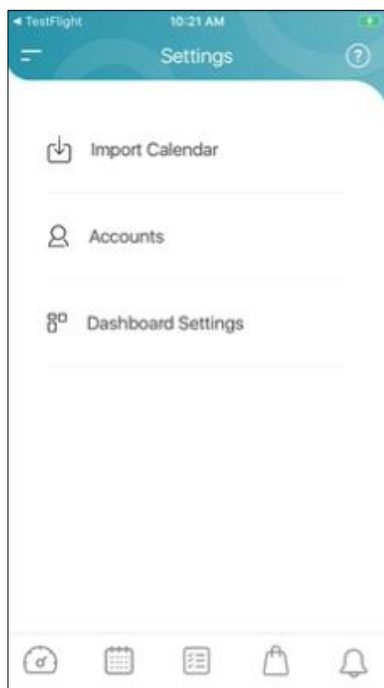 TestFlight
10:21 AM
Settings
?
Import Calendar
Accounts
Dashboard Settings